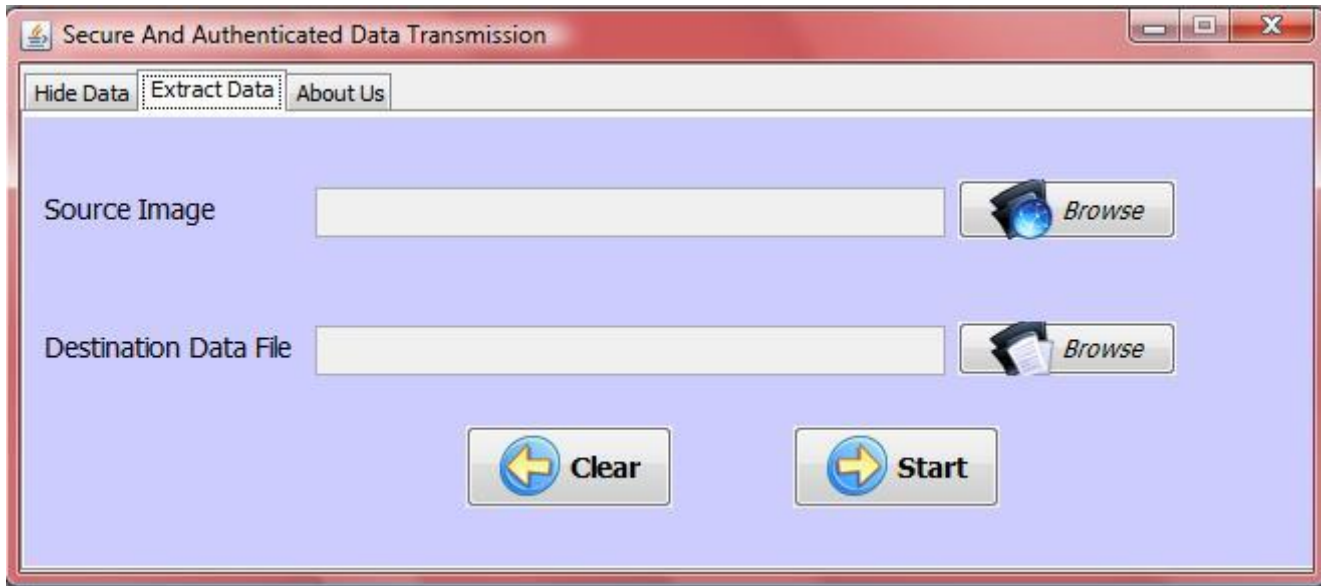 Secure And Authenticated Data Transmission
Hide Data Extract Data About Us
Source Image Browse
Destination Data File Browse
Clear Start